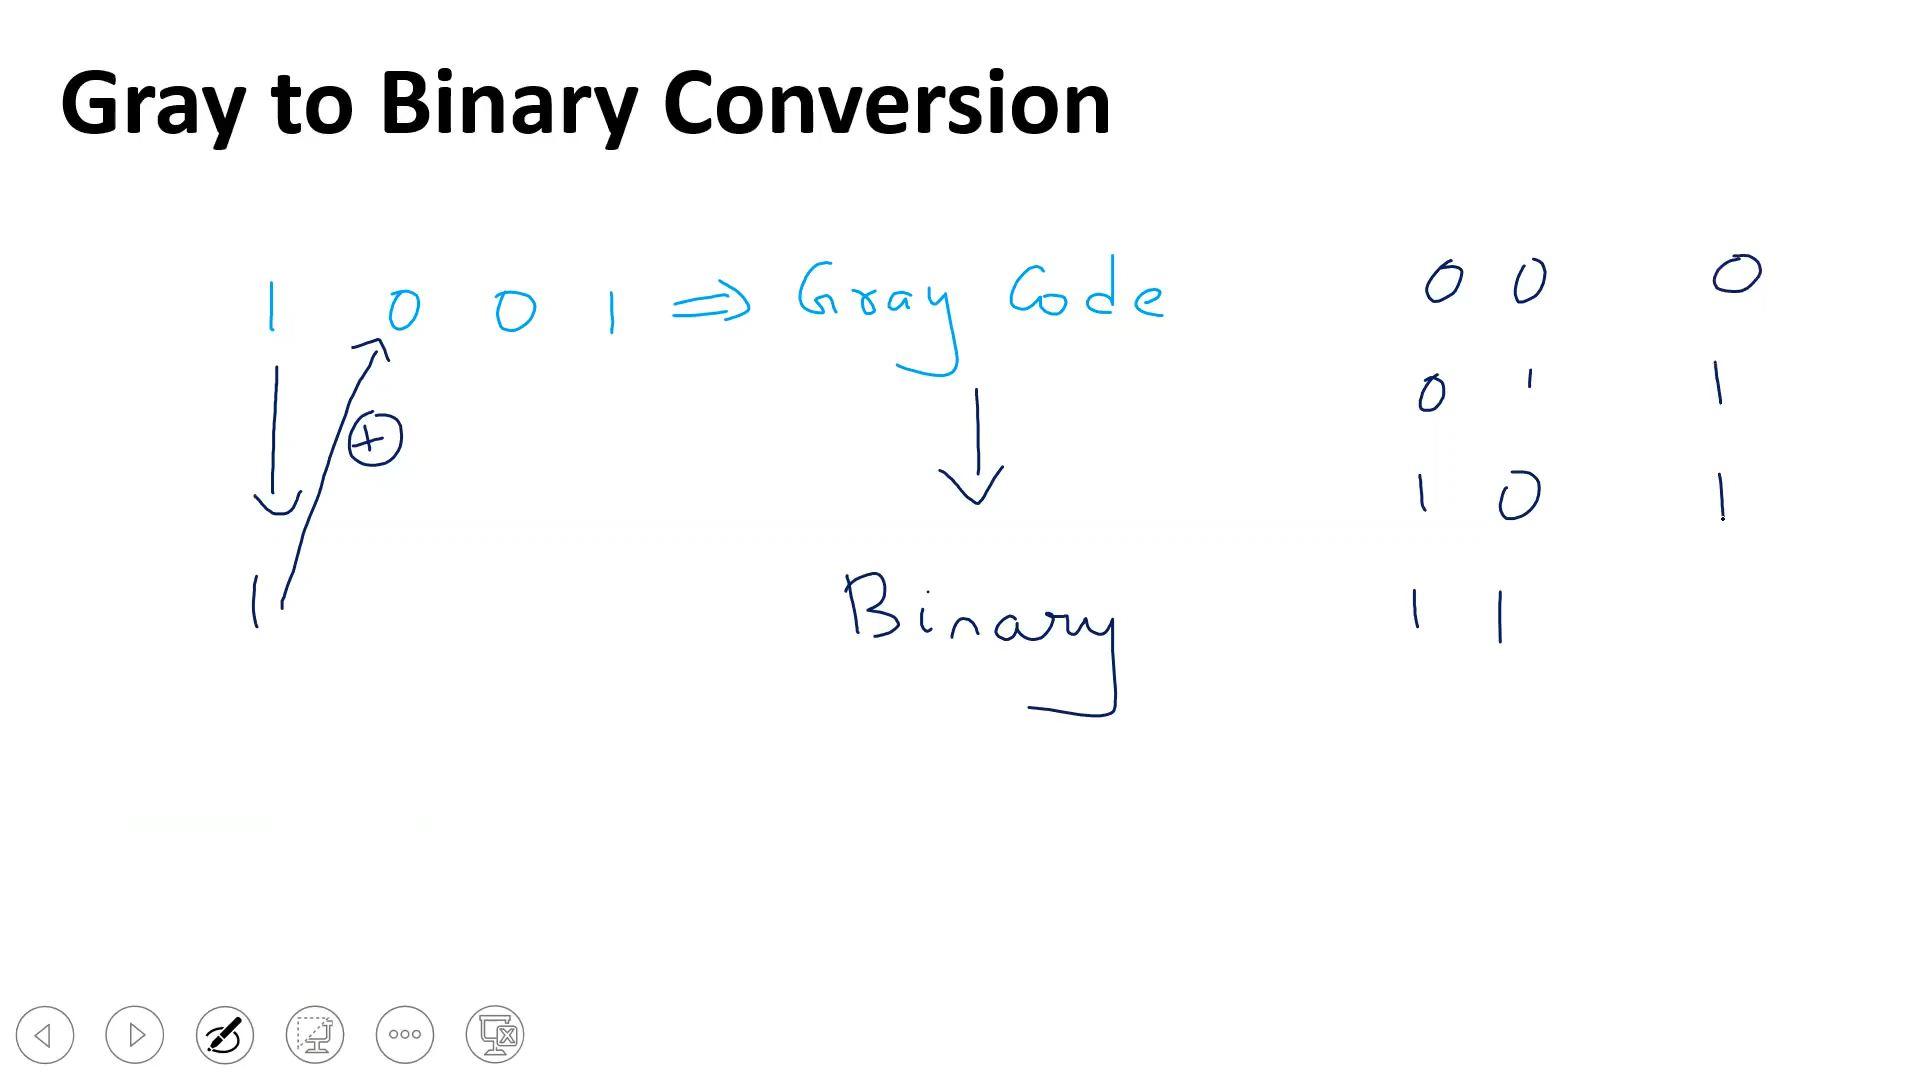 Gray to Binary Conversion
1 0 0 1 ⇒ Gray Code
0 0 0
0 1 1
⊕
1 0 1
1
Binary
1 1